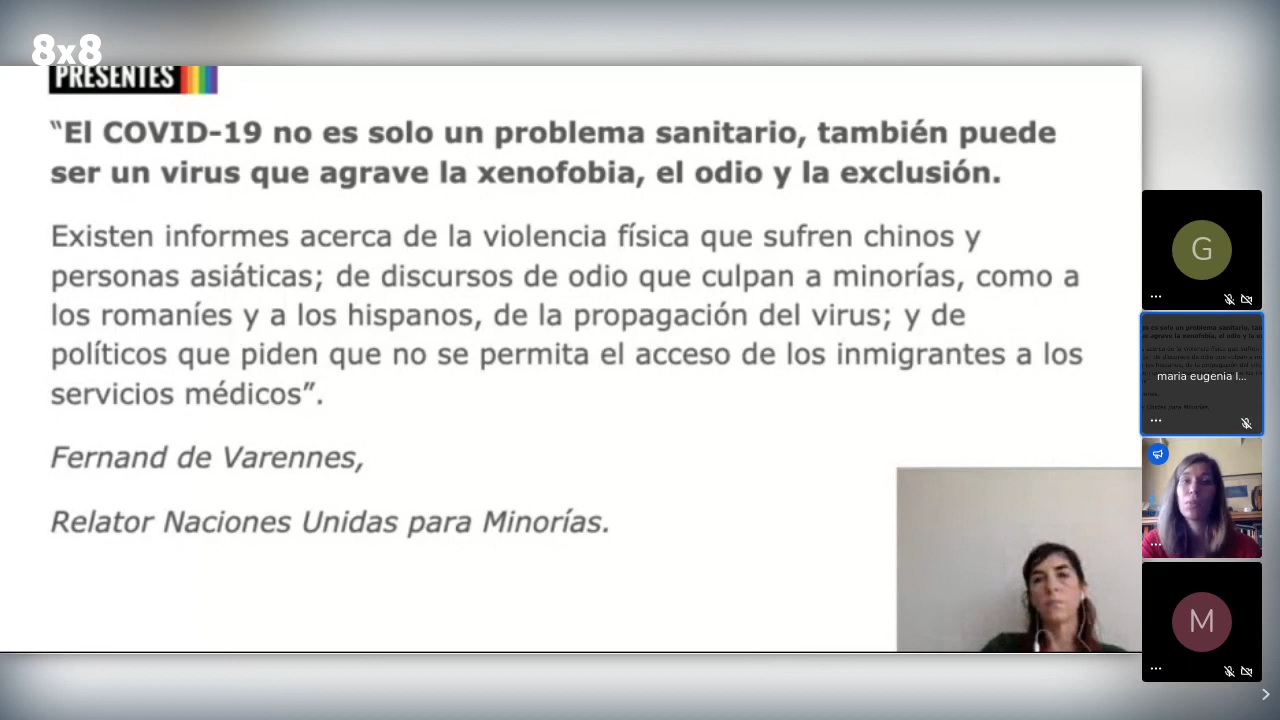 8x8
PRESENTES
“El COVID-19 no es solo un problema sanitario, también puede
ser un virus que agrave la xenofobia, el odio y la exclusión.
Existen informes acerca de la violencia física que sufren chinos y
personas asiáticas; de discursos de odio que culpan a minorías, como a
los romaníes y a los hispanos, de la propagación del virus; y de
políticos que piden que no se permita el acceso de los inmigrantes a los
servicios médicos”.
Fernand de Varennes,
Relator Naciones Unidas para Minorías.
G
maria eugenia l...
M